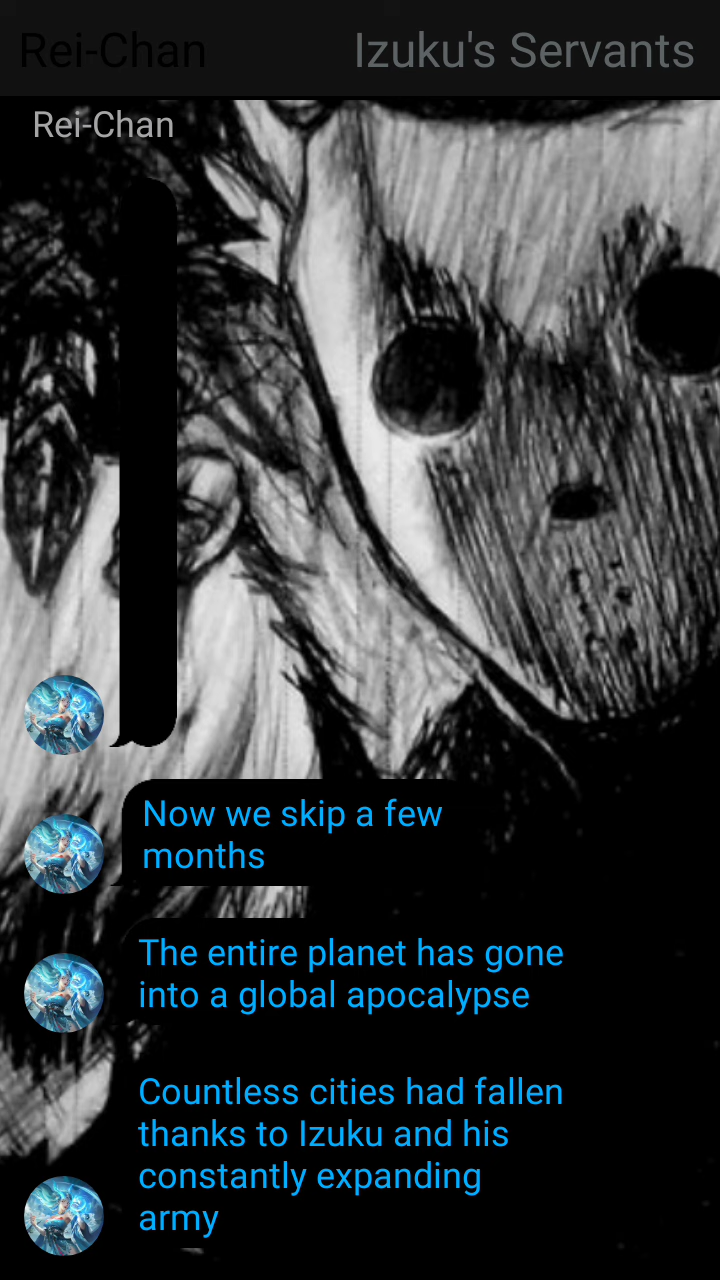 Rei-Chan Izuku's Servants
Rei-Chan
Now we skip a few
months
The entire planet has gone
into a global apocalypse
Countless cities had fallen
thanks to Izuku and his
constantly expanding
army